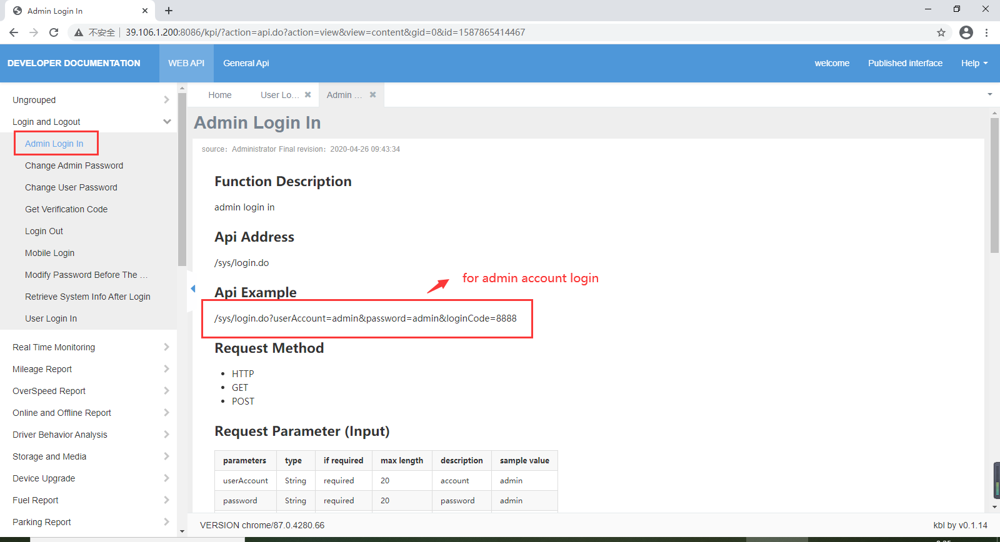 Admin Login In
不安全 | 39.106.1.200:8086/kpi/?action=api.do?action=view&view=content&gid=0&id=1587865414467
DEVELOPER DOCUMENTATION WEB API General Api welcome Published interface Help
Ungrouped
Login and Logout
Admin Login In
Change Admin Password
Change User Password
Get Verification Code
Login Out
Mobile Login
Modify Password Before The ...
Retrieve System Info After Login
User Login In
Real Time Monitoring
Mileage Report
OverSpeed Report
Online and Offline Report
Driver Behavior Analysis
Storage and Media
Device Upgrade
Fuel Report
Parking Report
Home User Lo... Admin ...
Admin Login In
source：Administrator Final revision：2020-04-26 09:43:34
Function Description
admin login in
Api Address
/sys/login.do
for admin account login
Api Example
/sys/login.do?userAccount=admin&password=admin&loginCode=8888
Request Method
• HTTP
• GET
• POST
Request Parameter (Input)
parameters type if required max length description sample value
userAccount String required 20 account admin
password String required 20 password admin
VERSION chrome/87.0.4280.66 kbl by v0.1.14